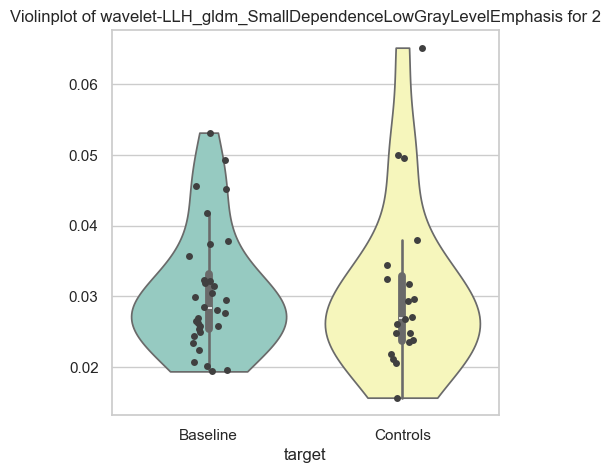 Violinplot of wavelet-LLH_gldm_SmallDependenceLowGrayLevelEmphasis for 2
0.06
0.05
0.04
0.03
0.02
Baseline
Controls
target